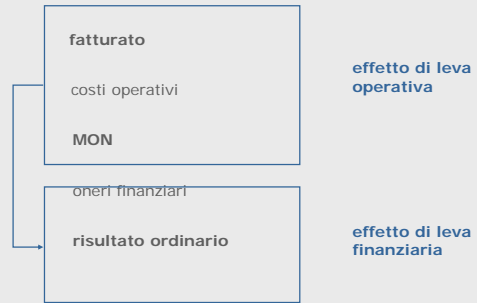 fatturato
costi operativi
MON
oneri finanziari
risultato ordinario
effetto di leva
operativa
effetto di leva
finanziaria